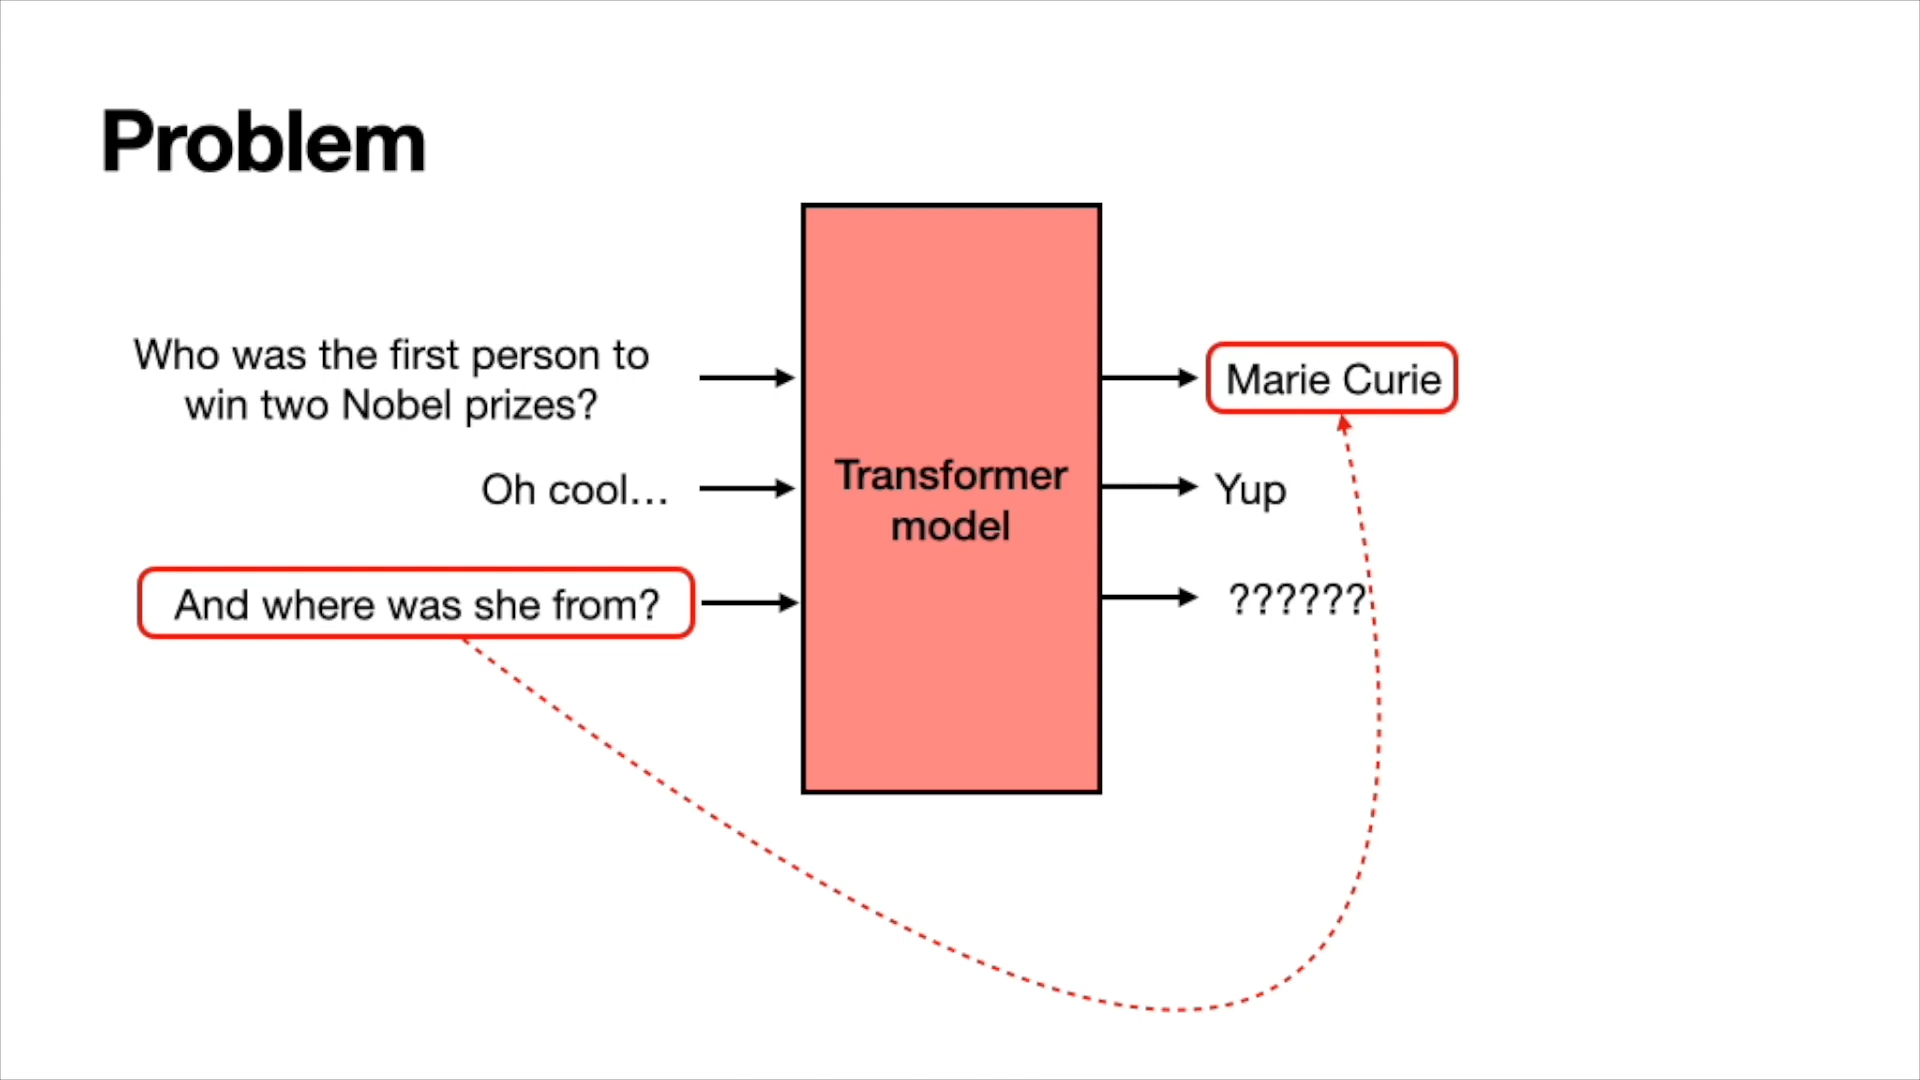 Problem
Who was the first person to
win two Nobel prizes?
Marie Curie
Oh cool...
Transformer
model
Yup
And where was she from?
??????